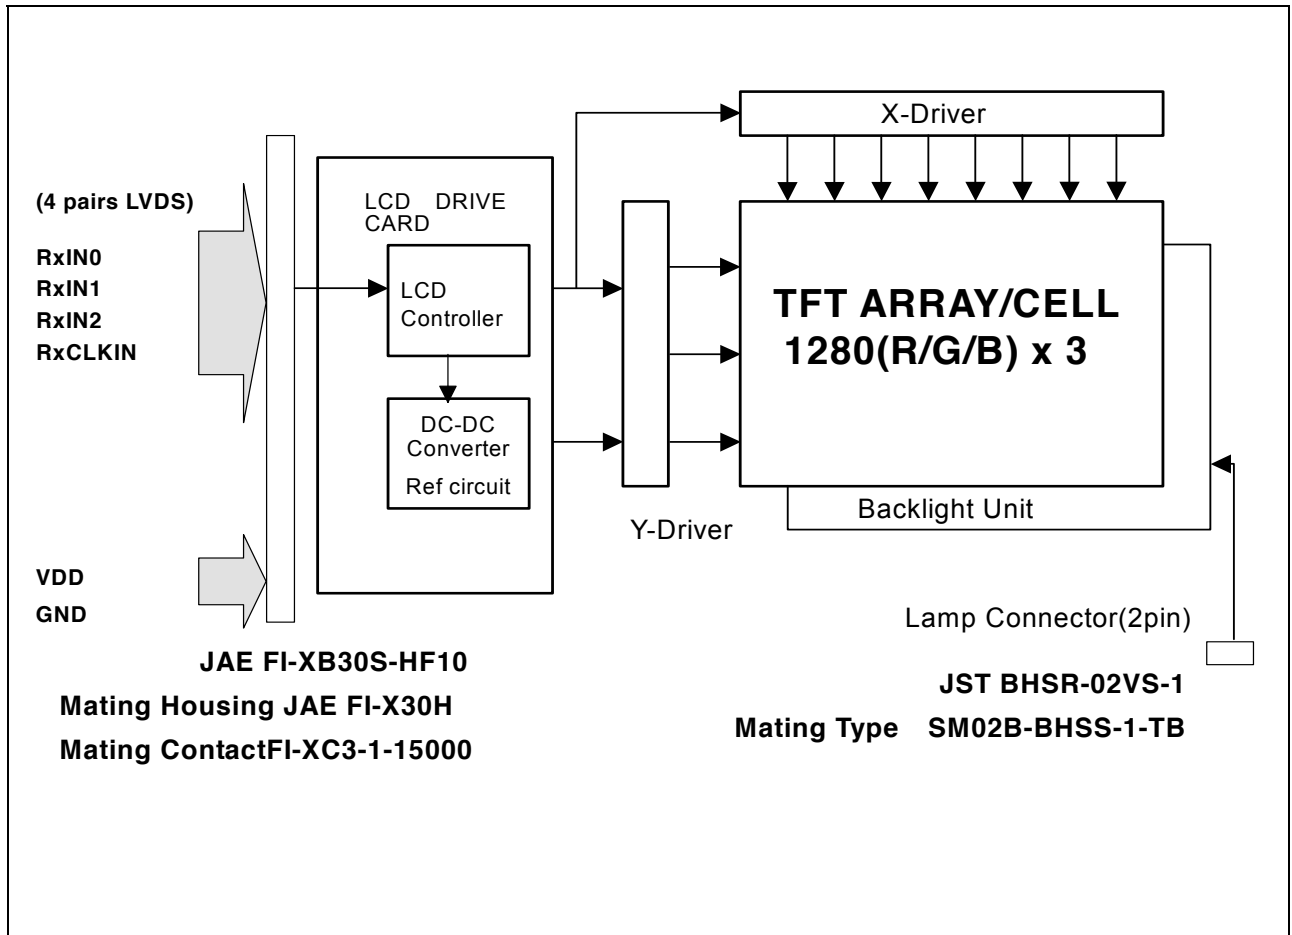 X-Driver
(4 pairs LVDS)
RxIN0
RxIN1
RxIN2
RxCLKIN
LCD DRIVE
CARD
LCD
Controller
DC-DC
Converter
Ref circuit
TFT ARRAY/CELL
1280(R/G/B) x 3
Backlight Unit
Y-Driver
VDD
GND
Lamp Connector(2pin)
JAE FI-XB30S-HF10
Mating Housing JAE FI-X30H
Mating ContactFI-XC3-1-15000
JST BHSR-02VS-1
Mating Type SM02B-BHSS-1-TB